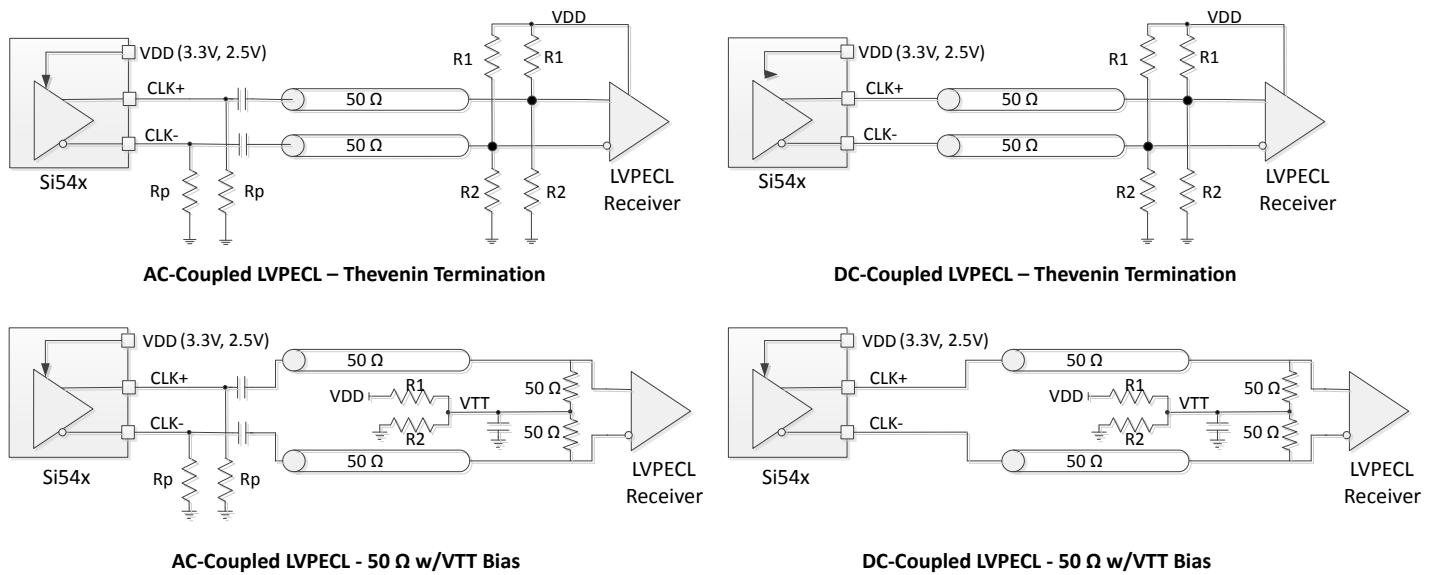 VDD
VDD (3.3V, 2.5V)
R1
R1
CLK+
50 Ω
CLK-
50 Ω
Si54x
Rp
Rp
R2
R2
LVPECL
Receiver
AC-Coupled LVPECL – Thevenin Termination
VDD
VDD (3.3V, 2.5V)
R1
R1
CLK+
50 Ω
CLK-
50 Ω
Si54x
R2
R2
LVPECL
Receiver
DC-Coupled LVPECL – Thevenin Termination
VDD (3.3V, 2.5V)
50 Ω
CLK+
R1
50 Ω
VDD
VTT
CLK-
R2
50 Ω
50 Ω
Si54x
Rp
Rp
LVPECL
Receiver
AC-Coupled LVPECL - 50 Ω w/VTT Bias
VDD (3.3V, 2.5V)
50 Ω
CLK+
R1
50 Ω
VDD
VTT
CLK-
R2
50 Ω
50 Ω
Si54x
LVPECL
Receiver
DC-Coupled LVPECL - 50 Ω w/VTT Bias